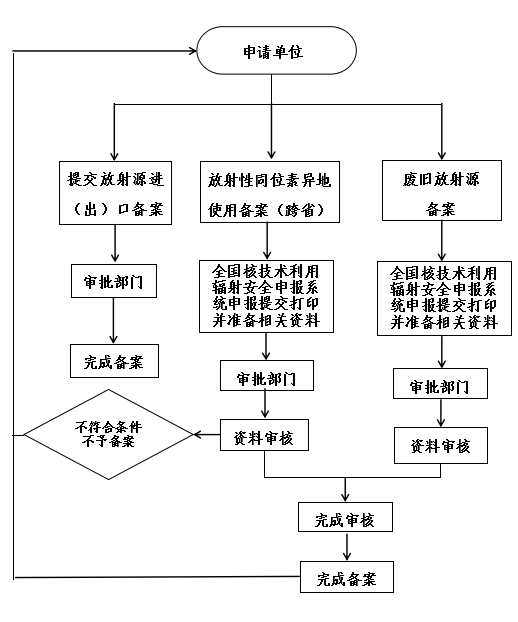 申请单位
提交放射源进
（出）口备案
审批部门
完成备案
放射性同位素异地
使用备案（跨省）
全国核技术利用
辐射安全申报系
统申报提交打印
并准备相关资料
审批部门
资料审核
不符合条件
不予备案
废旧放射源
备案
全国核技术利用
辐射安全申报系
统申报提交打印
并准备相关资料
审批部门
资料审核
完成审核
完成备案